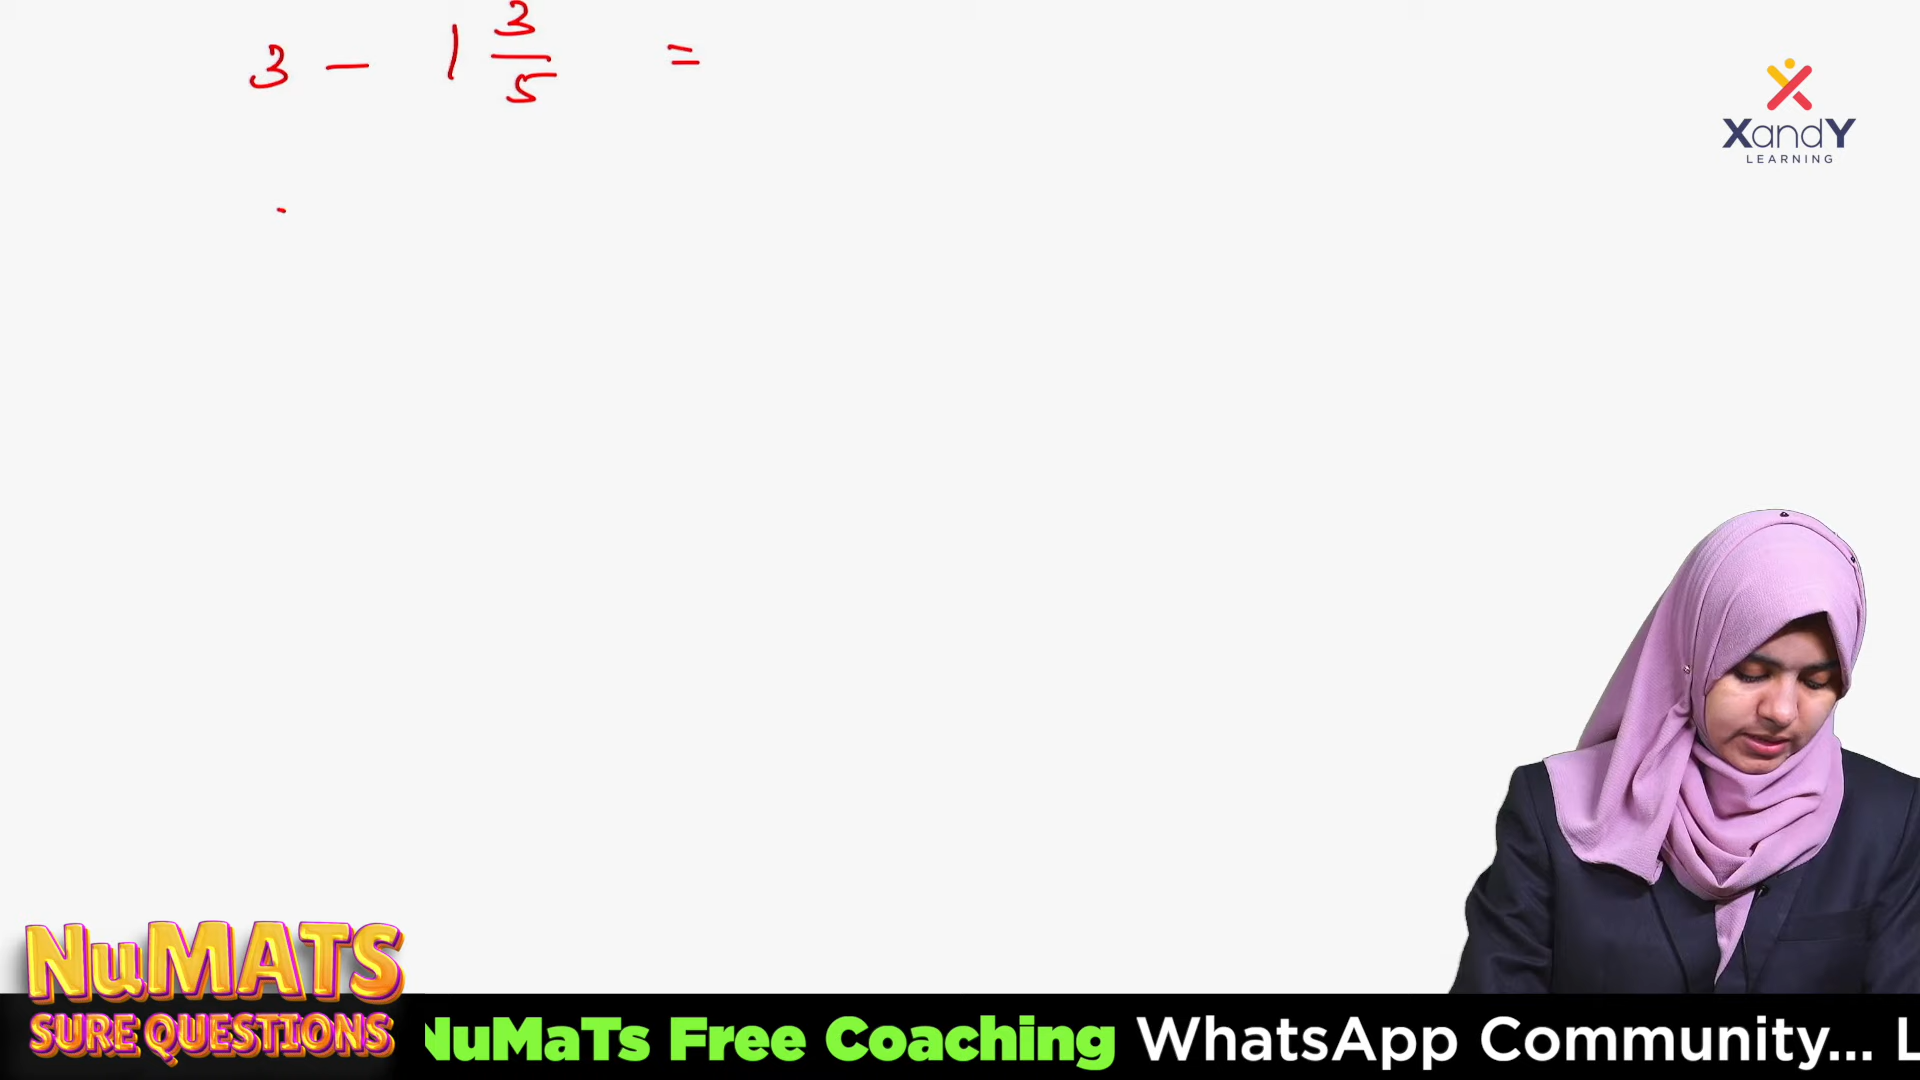 3 - 1 3/5 =
XandY
LEARNING
NuMATS
SURE QUESTIONS
NuMaTs Free Coaching WhatsApp Community... L